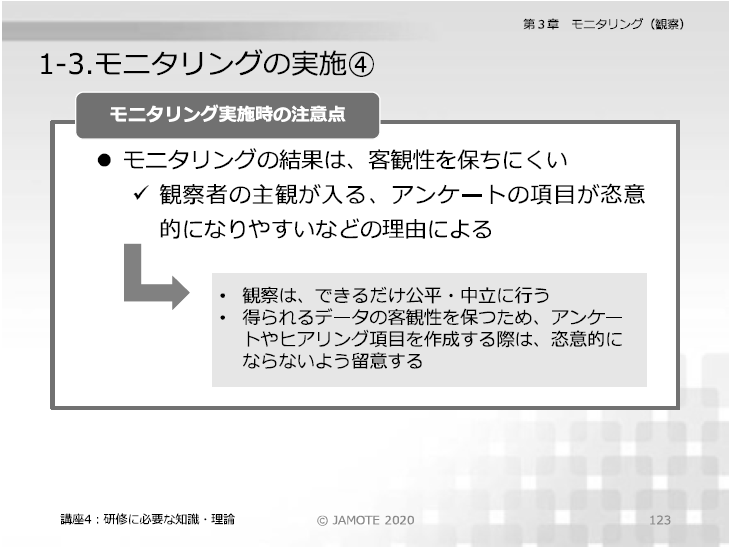 第３章　モニタリング（観察）
1-3.モニタリングの実施④
モニタリング実施時の注意点
● モニタリングの結果は、客観性を保ちにくい
✓ 観察者の主観が入る、アンケートの項目が恣意
的になりやすいなどの理由による
• 観察は、できるだけ公平・中立に行う
• 得られるデータの客観性を保つため、アンケー
トやヒアリング項目を作成する際は、恣意的に
ならないよう留意する
講座4：研修に必要な知識・理論
© JAMOTE 2020
123